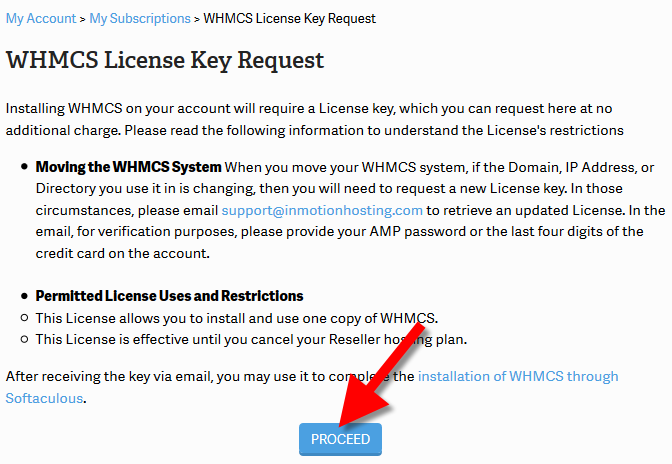 My Account > My Subscriptions > WHMCS License Key Request
WHMCS License Key Request
Installing WHMCS on your account will require a License key, which you can request here at no
additional charge. Please read the following information to understand the License's restrictions
Moving the WHMCS System When you move your WHMCS system, if the Domain, IP Address, or
Directory you use it in is changing, then you will need to request a new License key. In those
circumstances, please email support@inmotionhosting.com to retrieve an updated License. In the
email, for verification purposes, please provide your AMP password or the last four digits of the
credit card on the account.
Permitted License Uses and Restrictions
This License allows you to install and use one copy of WHMCS.
This License is effective until you cancel your Reseller hosting plan.
After receiving the key via email, you may use it to complete the installation of WHMCS through
Softaculous.
PROCEED